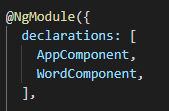 @NgModule({
  declarations: [
    AppComponent,
    WordComponent,
  ],